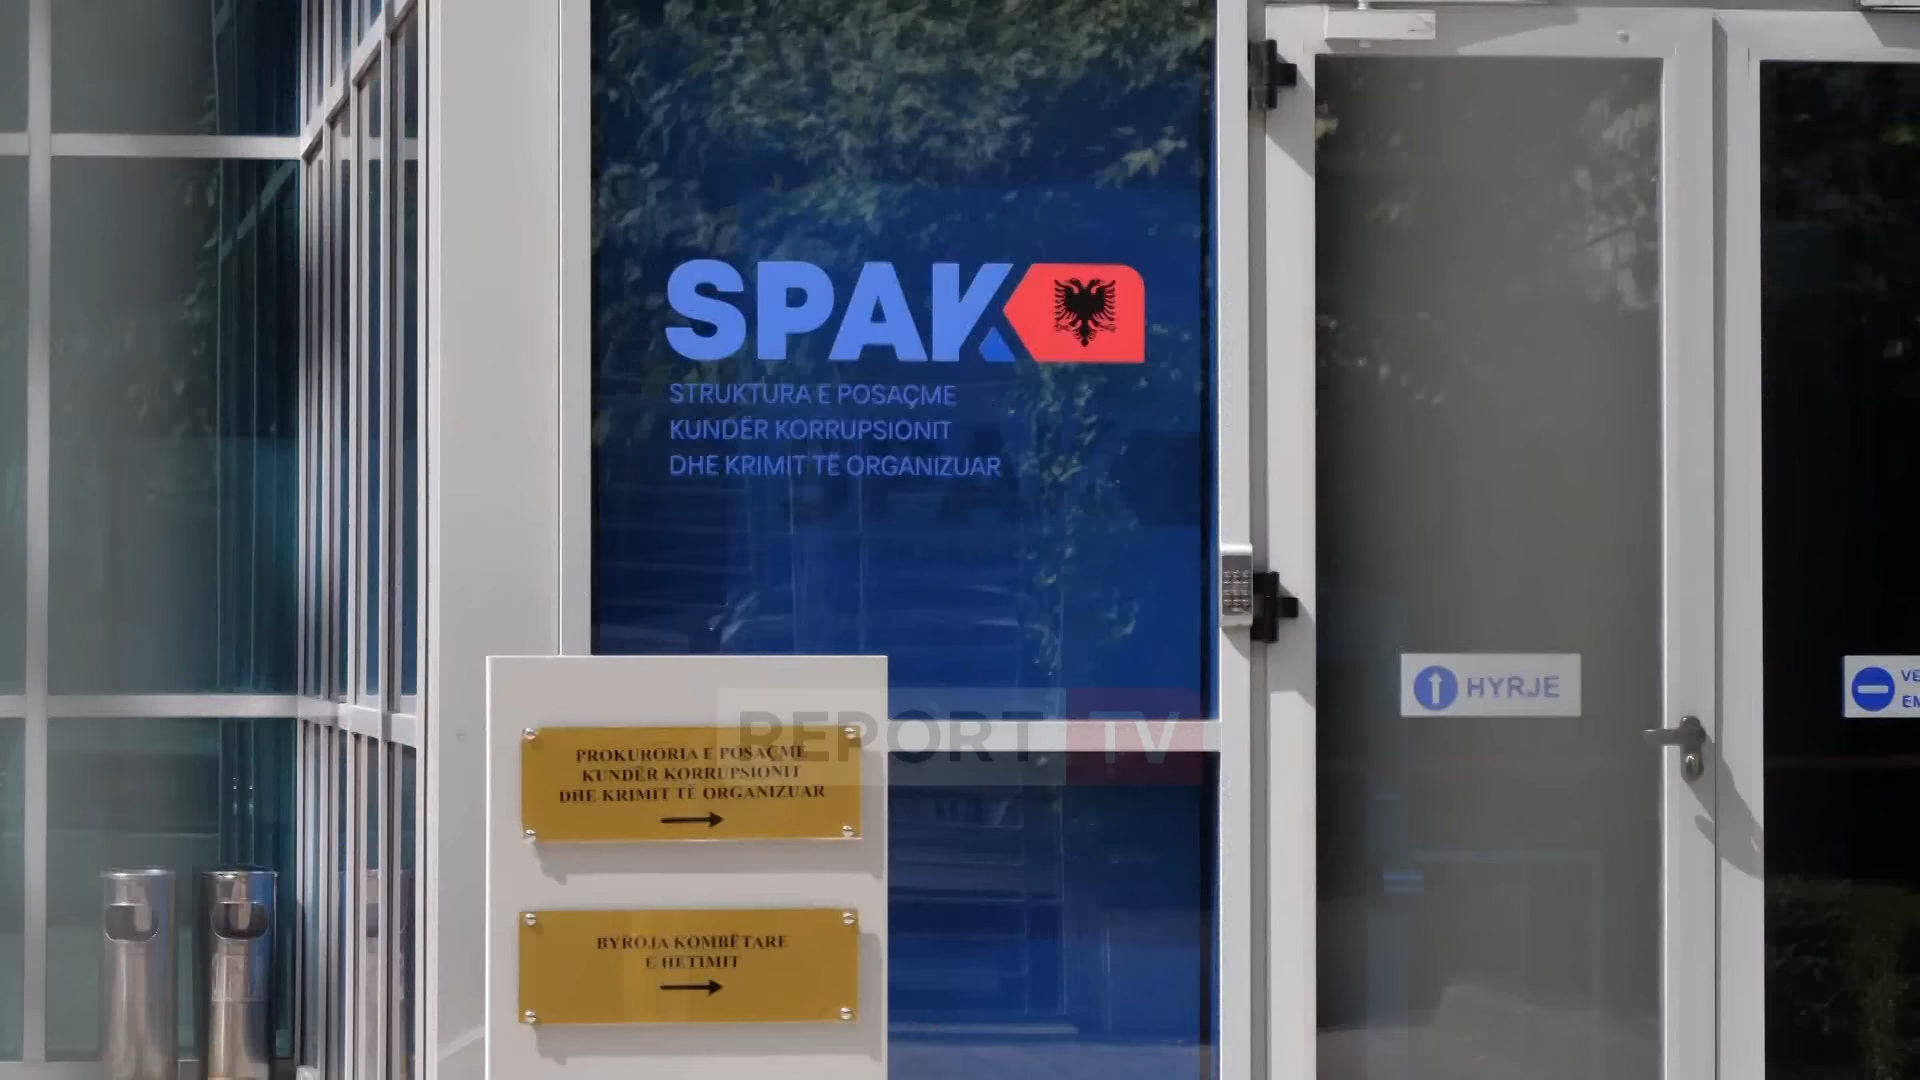 SPAK
STRUKTURA E POSAÇME
KUNDËR KORRUPSIONIT
DHE KRIMIT TË ORGANIZUAR
HYRJE
REPORT TV
PROKURORIA E POSAÇME
KUNDËR KORRUPSIONIT
DHE KRIMIT TË ORGANIZUAR
BYROJA KOMBËTARE
E HETIMIT